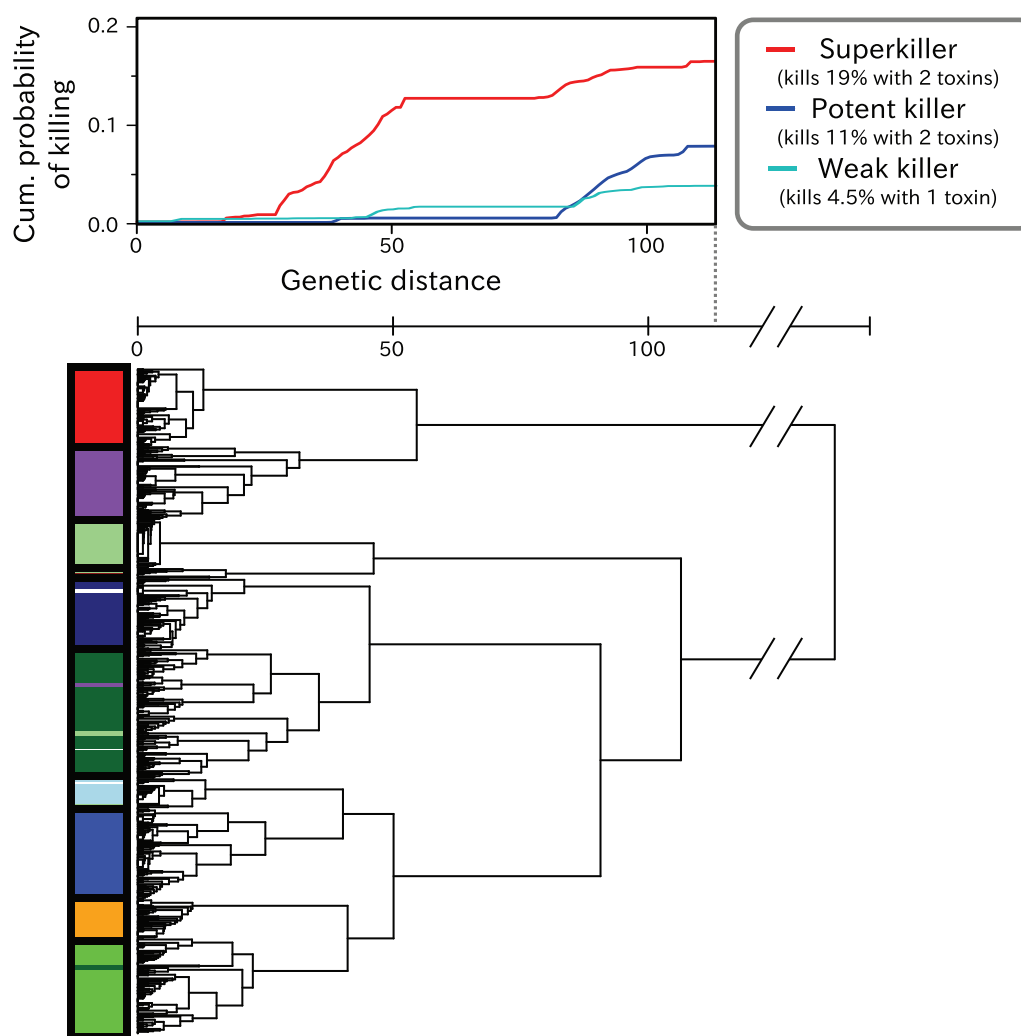 Cum. probability
of killing
0.2
0.1
0.0
0
50
100
Genetic distance
Superkiller
(kills 19% with 2 toxins)
Potent killer
(kills 11% with 2 toxins)
Weak killer
(kills 4.5% with 1 toxin)
0
50
100